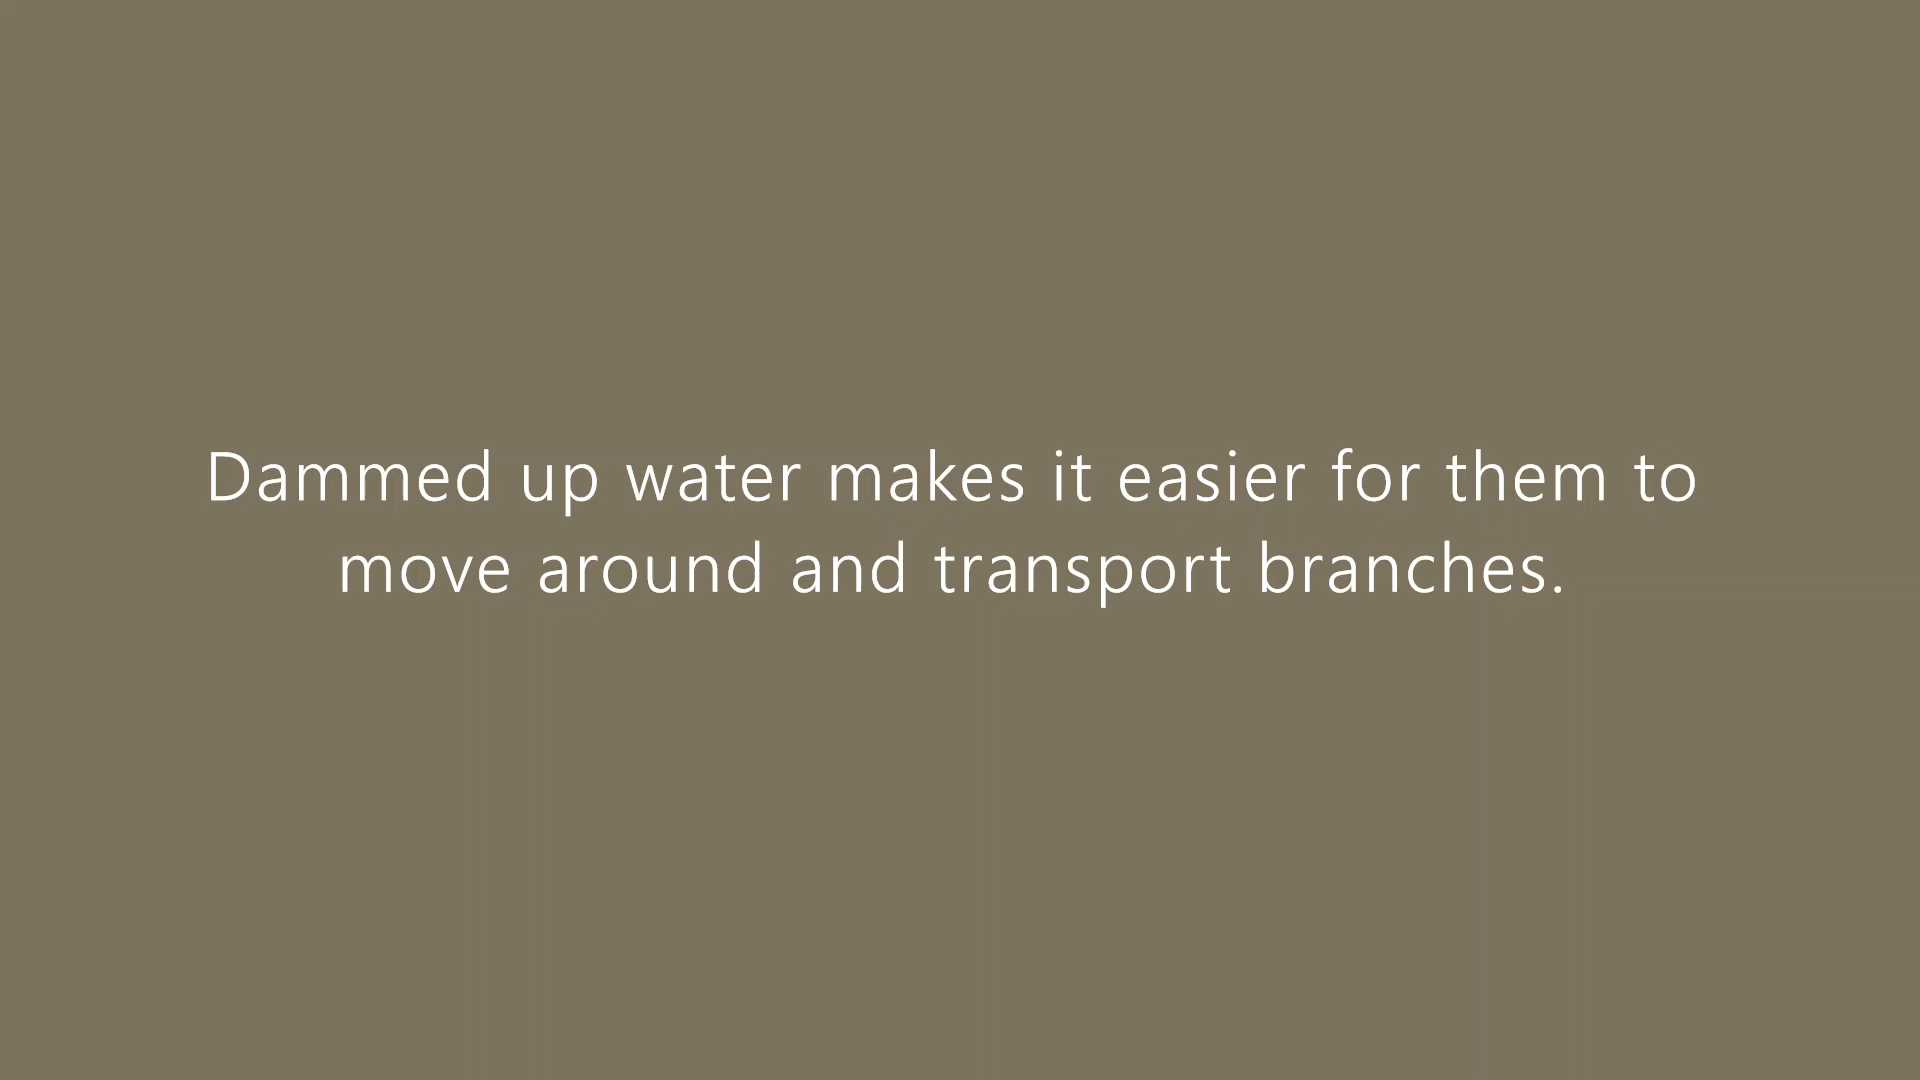 Dammed up water makes it easier for them to
move around and transport branches.